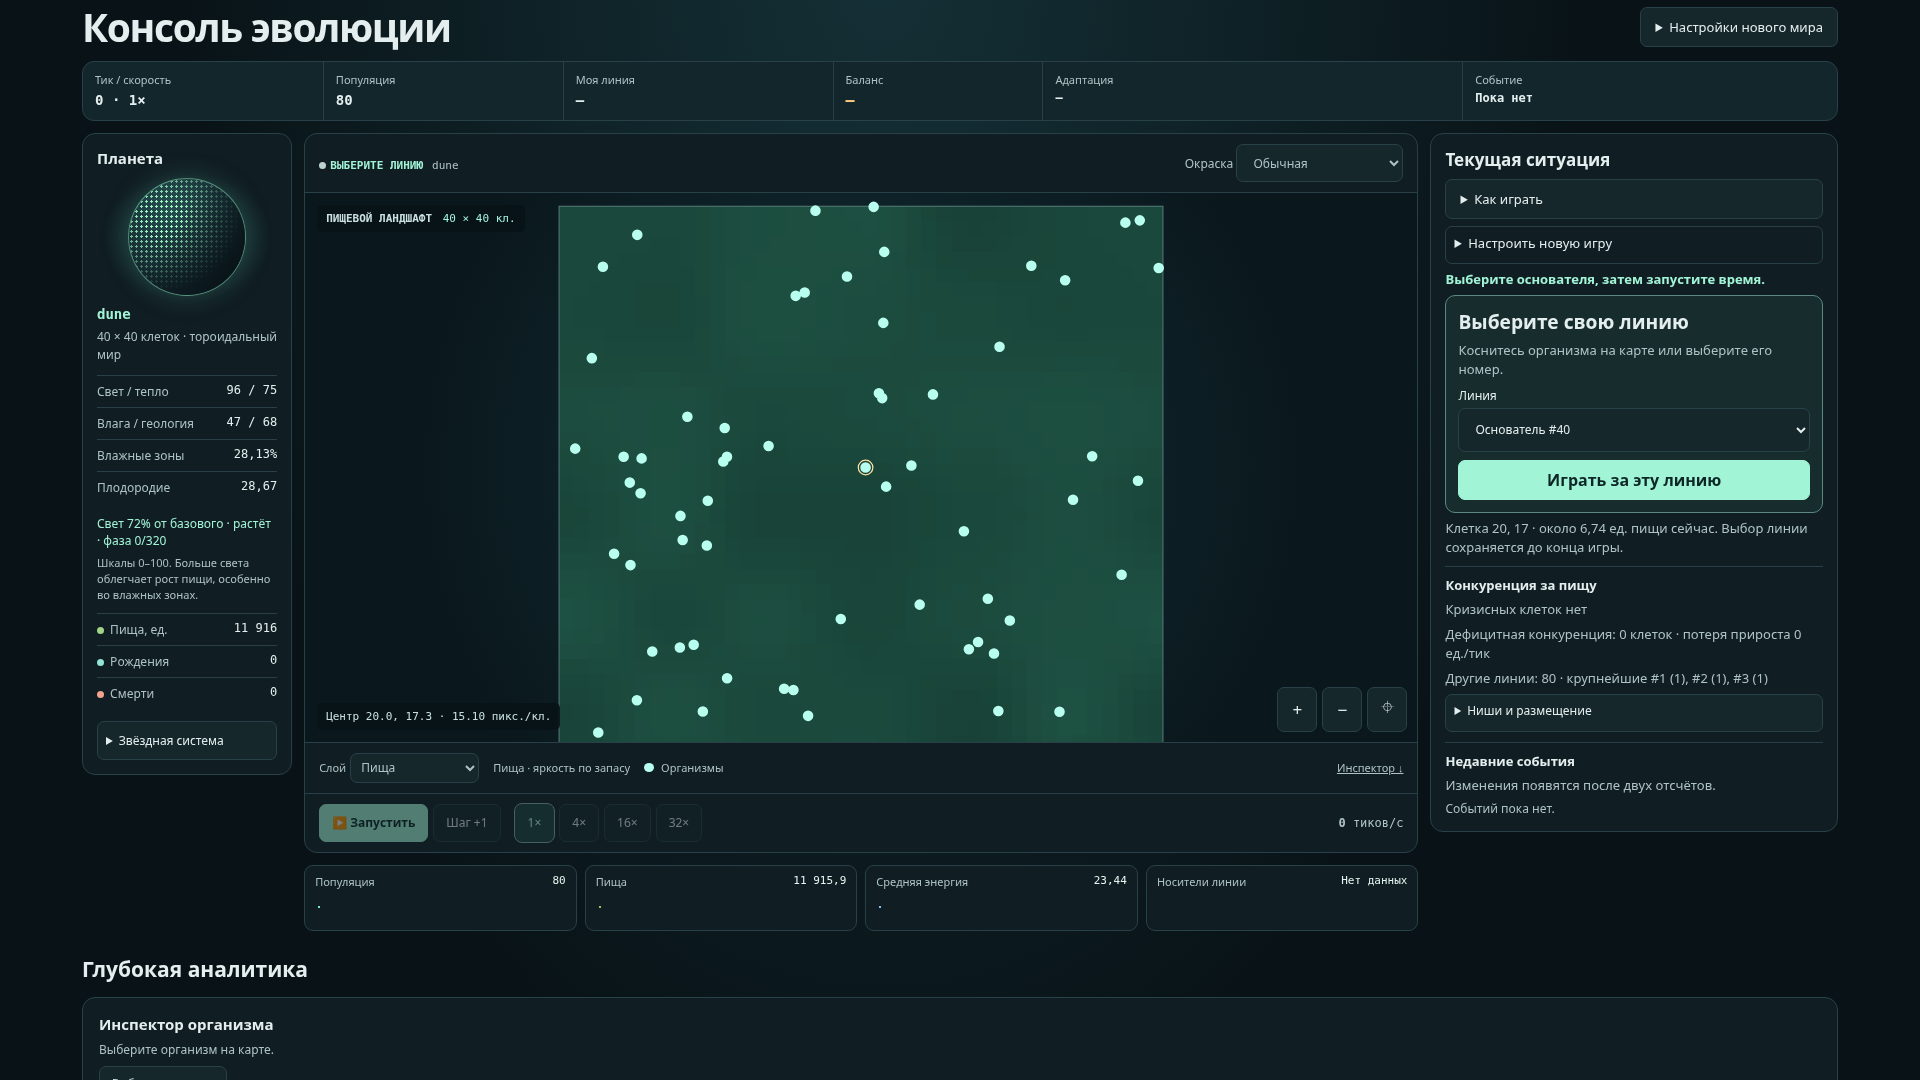 Консоль эволюции
▶ Настройки нового мира
Тик / скорость
0 · 1×
Популяция
80
Моя линия
—
Баланс
—
Адаптация
—
Событие
Пока нет
Планета
dune
40 × 40 клеток · тороидальный
мир
Свет / тепло 96 / 75
Влага / геология 47 / 68
Влажные зоны 28,13%
Плодородие 28,67
Свет 72% от базового · растёт
· фаза 0/320
Шкалы 0–100. Больше света
облегчает рост пищи, особенно
во влажных зонах.
Пища, ед. 11 916
Рождения 0
Смерти 0
▶ Звёздная система
ВЫБЕРИТЕ ЛИНИЮ dune
Окраска Обычная
ПИЩЕВОЙ ЛАНДШАФТ 40 × 40 кл.
Центр 20.0, 17.3 · 15.10 пикс./кл.
+ − ⌖
Слой Пища Пища · яркость по запасу Организмы
Инспектор ↓
▶ Запустить Шаг +1 1× 4× 16× 32×
0 тиков/с
Популяция 80
Пища 11 915,9
Средняя энергия 23,44
Носители линии Нет данных
Текущая ситуация
▶ Как играть
▶ Настроить новую игру
Выберите основателя, затем запустите время.
Выберите свою линию
Коснитесь организма на карте или выберите его
номер.
Линия
Основатель #40
Играть за эту линию
Клетка 20, 17 · около 6,74 ед. пищи сейчас. Выбор линии
сохраняется до конца игры.
Конкуренция за пищу
Кризисных клеток нет
Дефицитная конкуренция: 0 клеток · потеря прироста 0
ед./тик
Другие линии: 80 · крупнейшие #1 (1), #2 (1), #3 (1)
▶ Ниши и размещение
Недавние события
Изменения появятся после двух отсчётов.
Событий пока нет.
Глубокая аналитика
Инспектор организма
Выберите организм на карте.